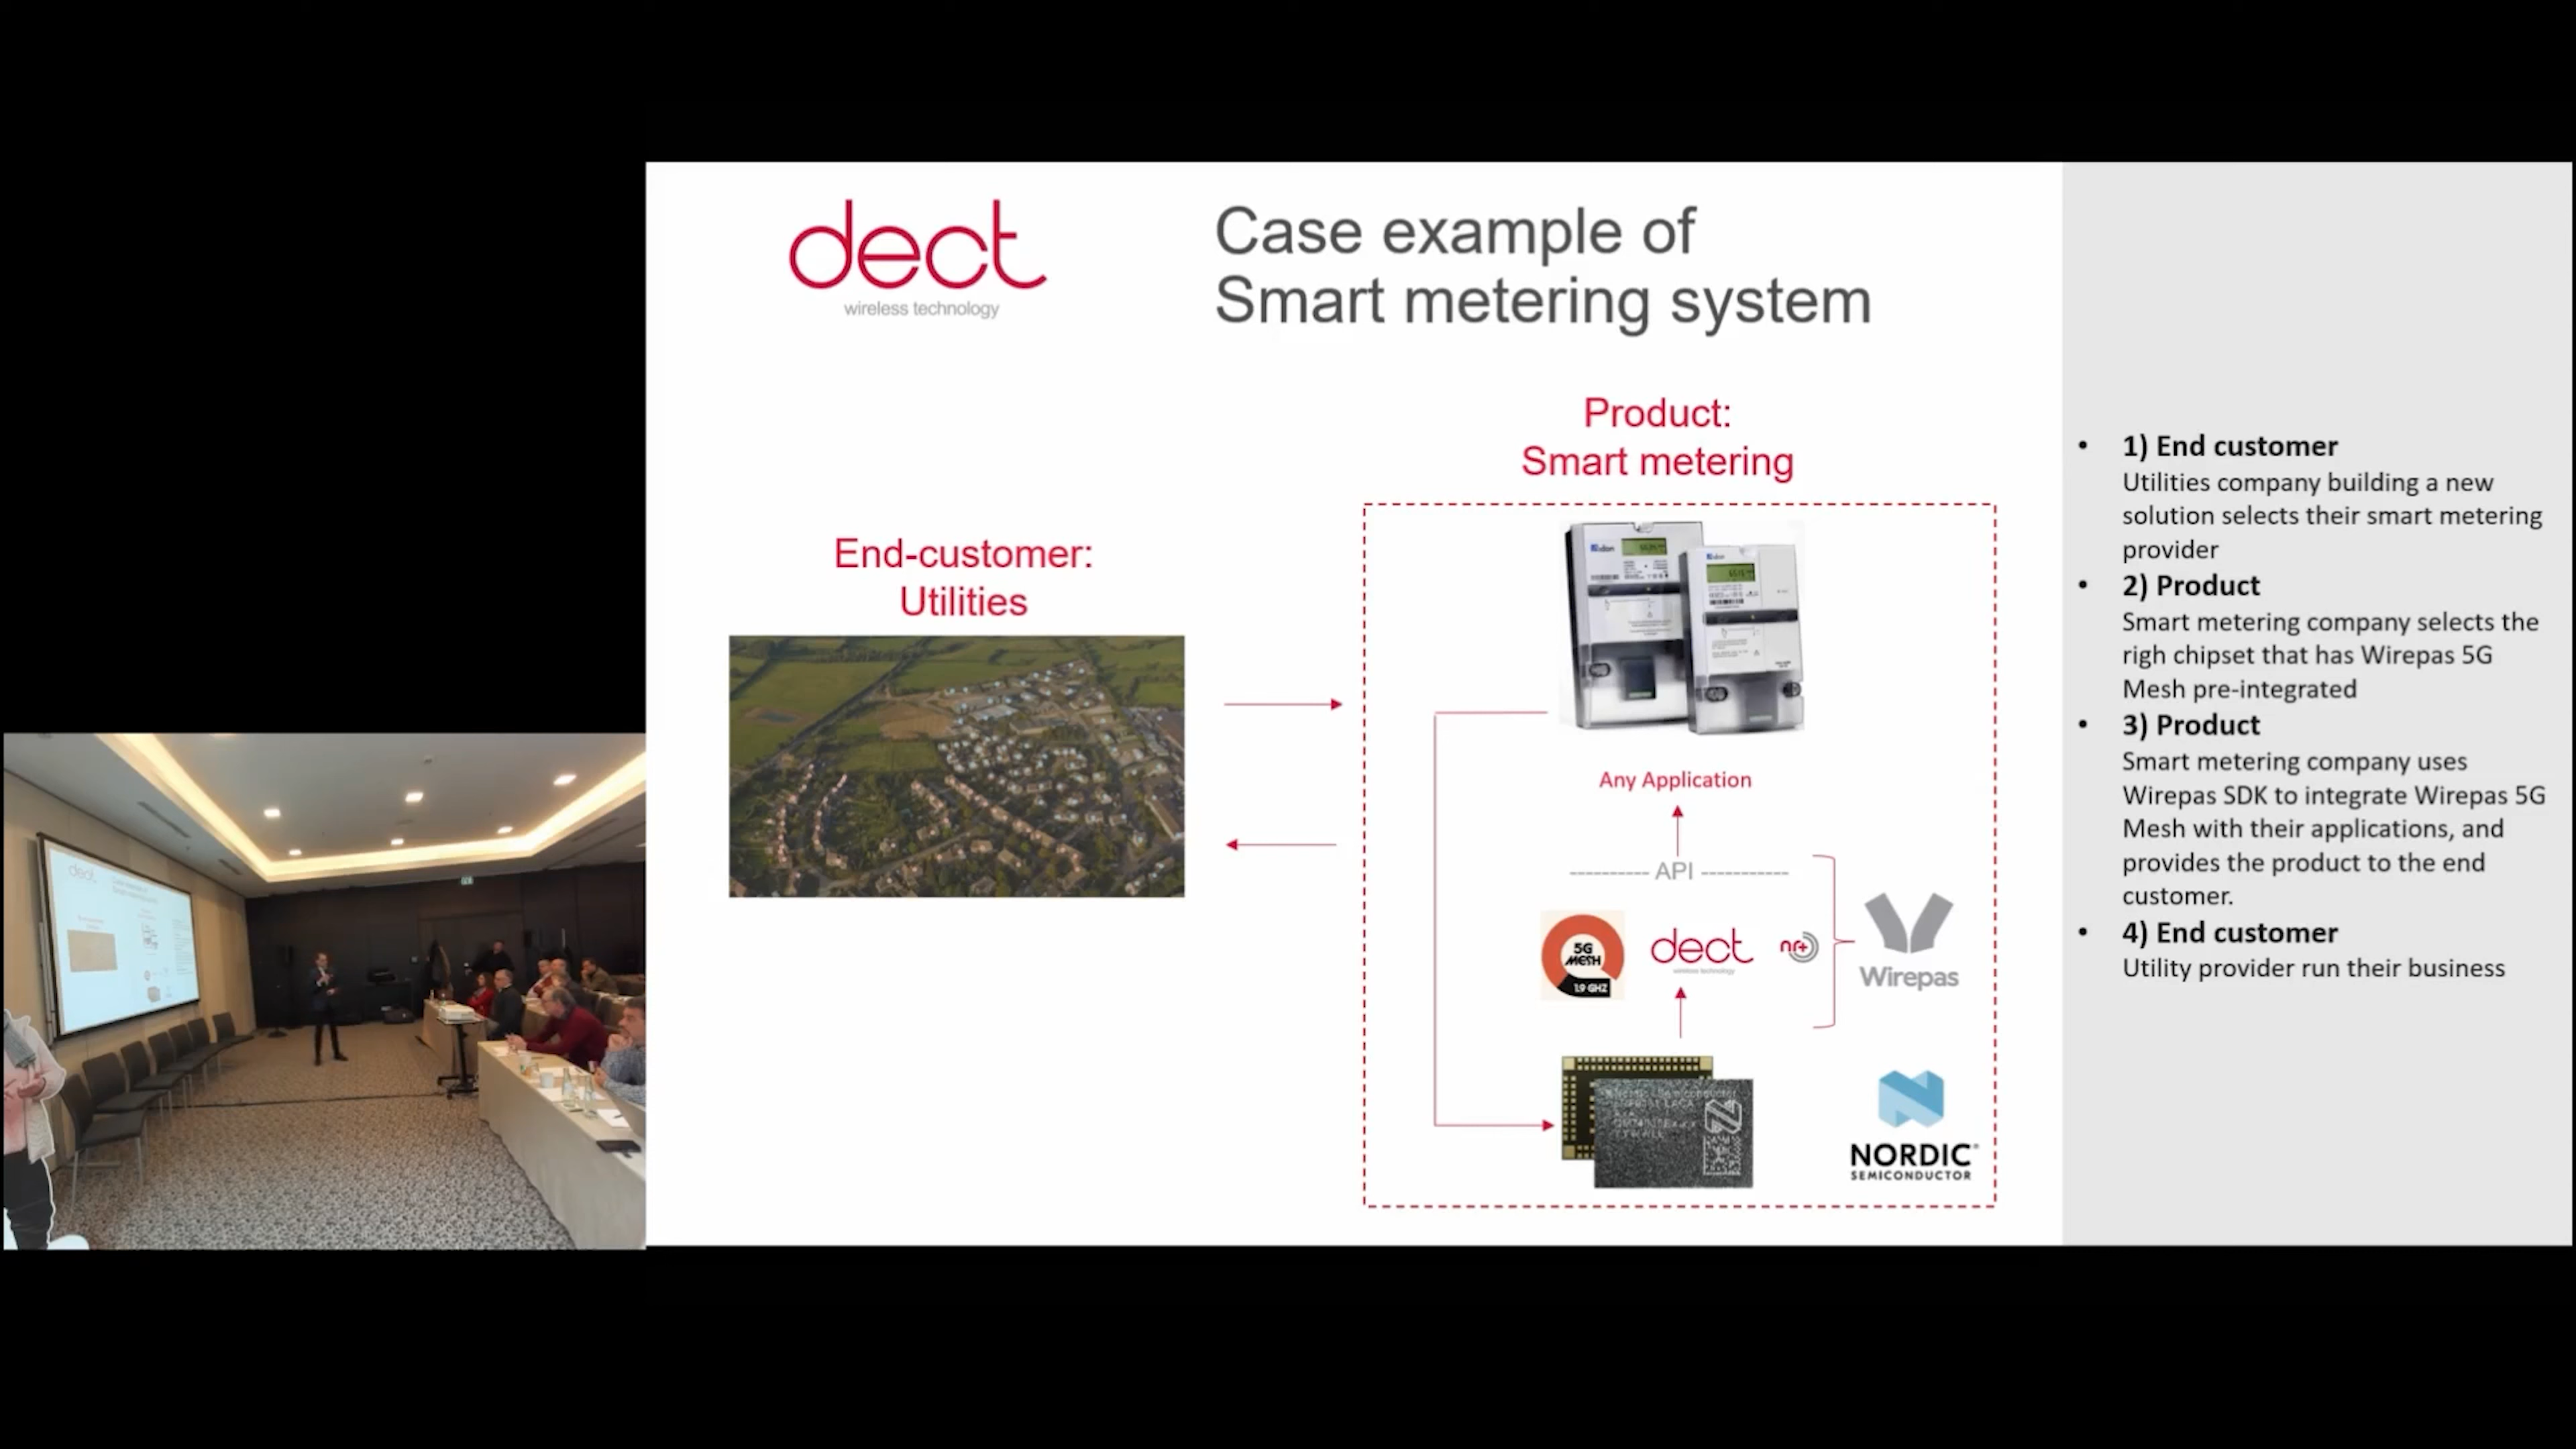 dect
wireless technology
Case example of
Smart metering system
End-customer:
Utilities
Product:
Smart metering
Any Application
API
5G
MESH
1.9 GHZ
dect
wireless technology
nr+
Wirepas
NORDIC
SEMICONDUCTOR
• 1) End customer
Utilities company building a new
solution selects their smart metering
provider
• 2) Product
Smart metering company selects the
righ chipset that has Wirepas 5G
Mesh pre-integrated
• 3) Product
Smart metering company uses
Wirepas SDK to integrate Wirepas 5G
Mesh with their applications, and
provides the product to the end
customer.
• 4) End customer
Utility provider run their business